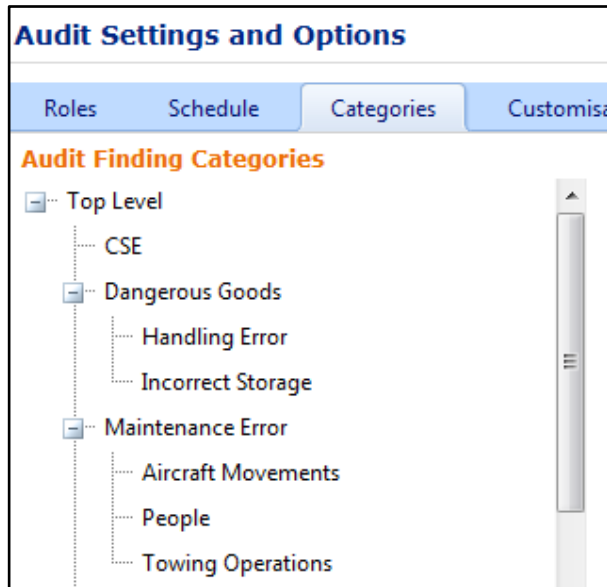 Audit Settings and Options
Roles Schedule Categories
Audit Finding Categories
Top Level
CSE
Dangerous Goods
Handling Error
Incorrect Storage
Maintenance Error
Aircraft Movements
People
Towing Operations